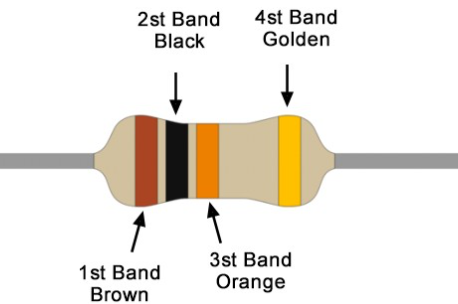 2st Band
Black
4st Band
Golden
1st Band
Brown
3st Band
Orange